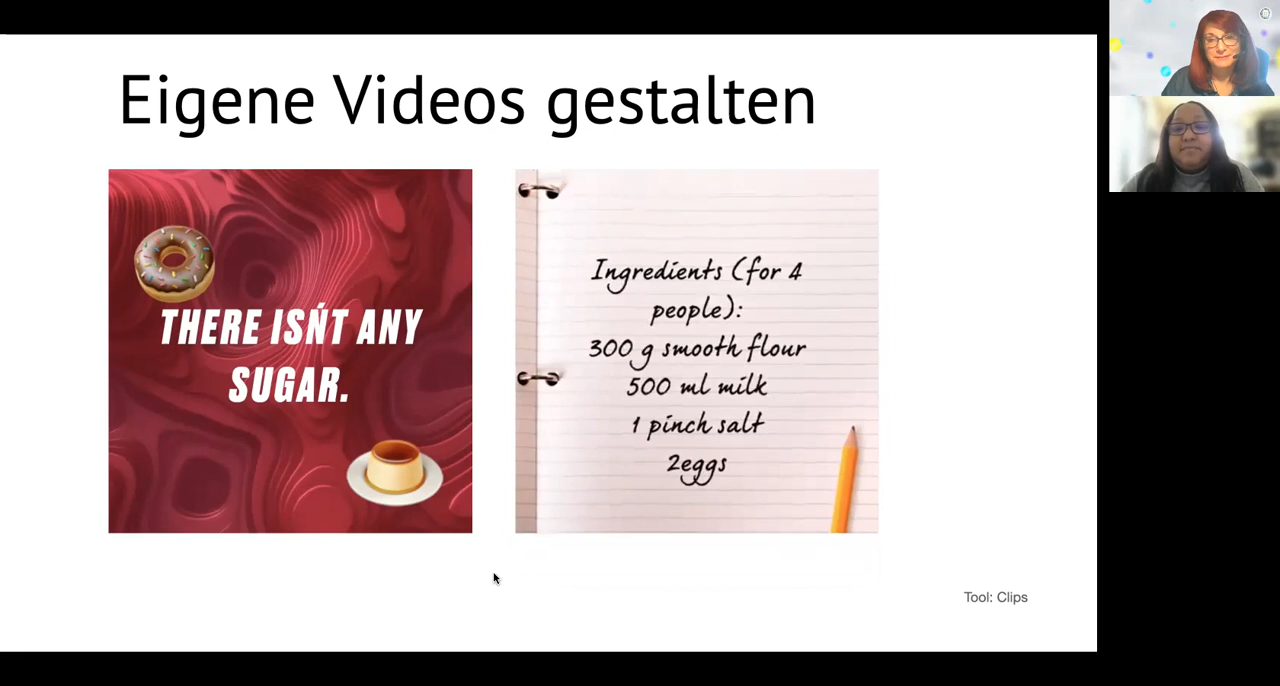 Eigene Videos gestalten
THERE ISŃT ANY
SUGAR.
Ingredients (for 4
people):
300 g smooth flour
500 ml milk
1 pinch salt
2eggs
Tool: Clips